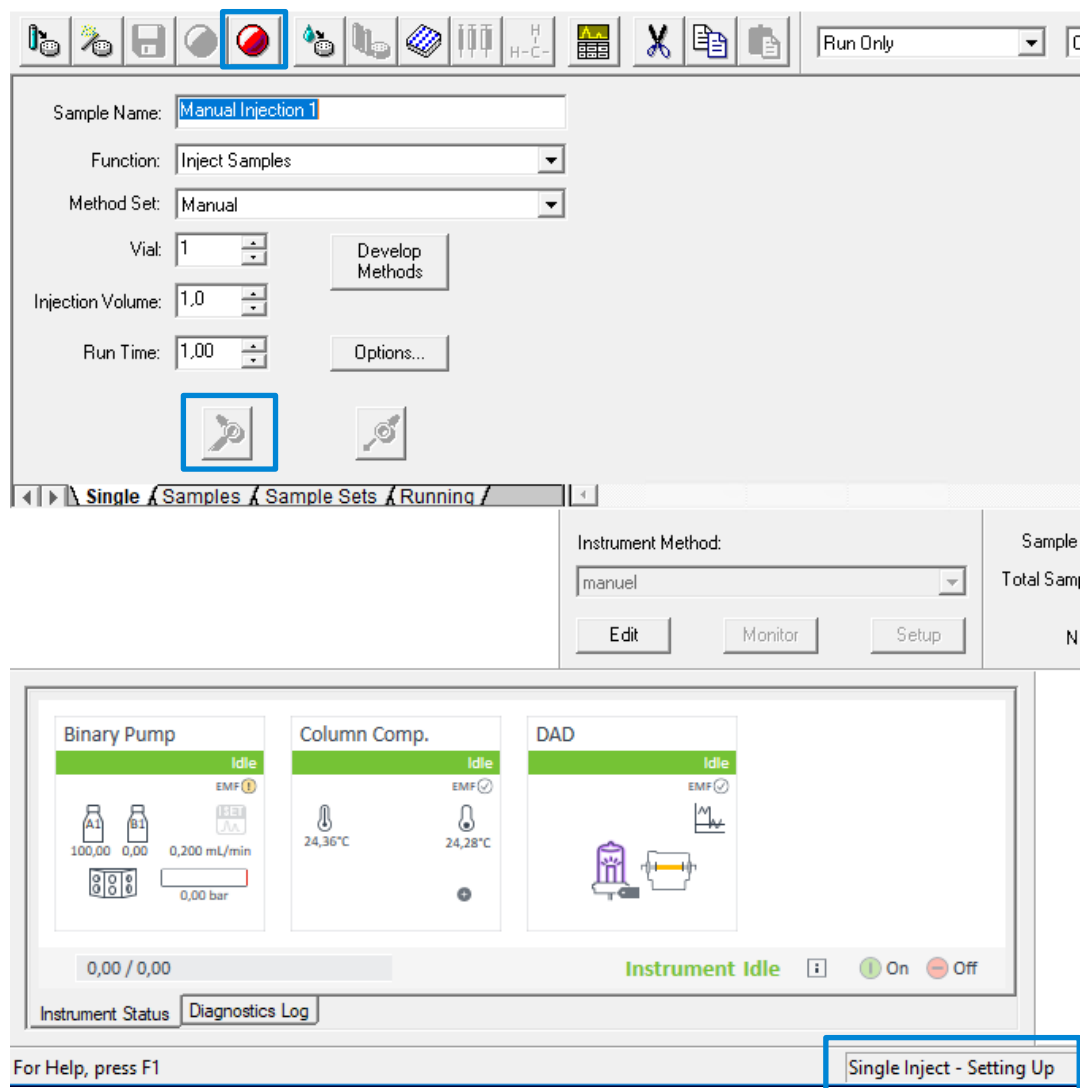 Run Only
Sample Name: Manual Injection 1
Function: Inject Samples
Method Set: Manual
Vial: 1
Develop
Methods
Injection Volume: 1,0
Run Time: 1,00
Options...
Single Samples Sample Sets Running
Instrument Method:
Sample
manuel
Total Samp
Edit Monitor Setup
N
Binary Pump
Idle
EMF
A1 B1
SET
100,00 0,00 0,200 mL/min
0,00 bar
Column Comp.
Idle
EMF
24,36°C 24,28°C
DAD
Idle
EMF
0,00 / 0,00
Instrument Idle
i
On Off
Instrument Status Diagnostics Log
For Help, press F1
Single Inject - Setting Up